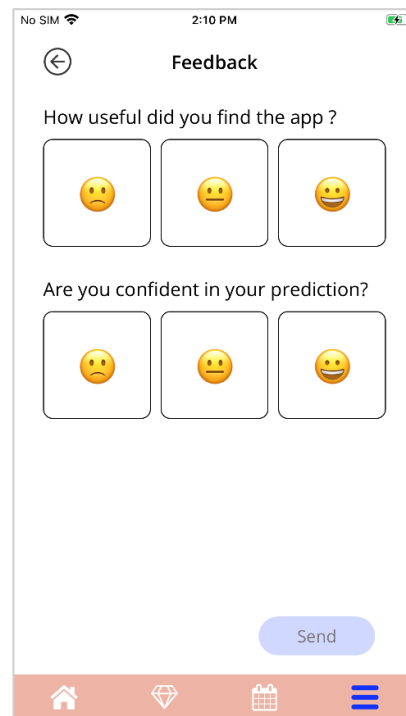 No SIM 2:10 PM
Feedback
How useful did you find the app ?
Are you confident in your prediction?
Send